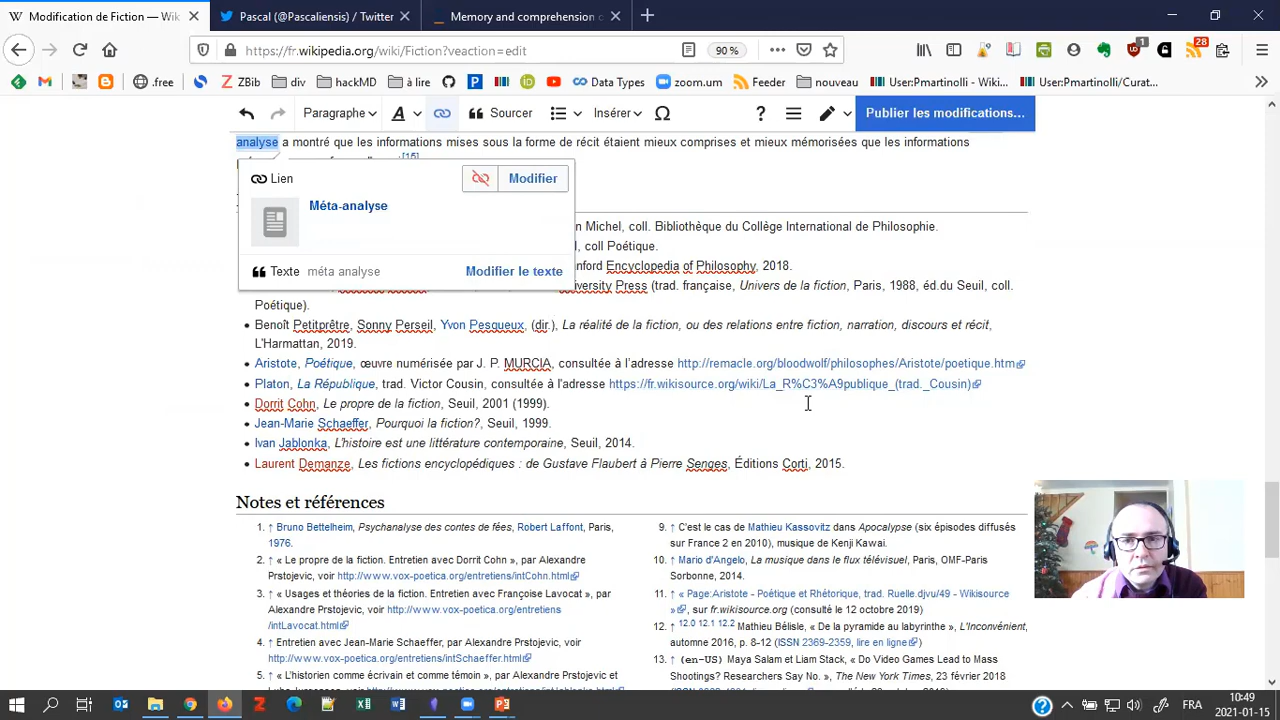 Modification de Fiction — Wi
Pascal (@Pascaliensis) / Twitter
Memory and comprehension o
https://fr.wikipedia.org/wiki/Fiction?veaction=edit
90 %
1
28
Gmail
.free
ZBib
div
hackMD
à lire
Data Types
zoom.um
Feeder
nouveau
User:Pmartinolli - Wiki...
User:Pmartinolli/Curat...
Paragraphe
A
Sourcer
Insérer
Ω
?
Publier les modifications…
analyse a montré que les informations mises sous la forme de récit étaient mieux comprises et mieux mémorisées que les informations
[15]
Lien
Modifier
Méta-analyse
Texte méta analyse
Modifier le texte
n Michel, coll. Bibliothèque du Collège International de Philosophie.
l, coll Poétique.
nford Encyclopedia of Philosophy, 2018.
University Press (trad. française, Univers de la fiction, Paris, 1988, éd.du Seuil, coll.
Poétique).
• Benoît Petitprêtre, Sonny Perseil, Yvon Pesqueux, (dir.), La réalité de la fiction, ou des relations entre fiction, narration, discours et récit,
L'Harmattan, 2019.
• Aristote, Poétique, œuvre numérisée par J. P. MURCIA, consultée à l'adresse http://remacle.org/bloodwolf/philosophes/Aristote/poetique.htm
• Platon, La République, trad. Victor Cousin, consultée à l'adresse https://fr.wikisource.org/wiki/La_R%C3%A9publique_(trad._Cousin)
• Dorrit Cohn, Le propre de la fiction, Seuil, 2001 (1999).
• Jean-Marie Schaeffer, Pourquoi la fiction?, Seuil, 1999.
• Ivan Jablonka, L'histoire est une littérature contemporaine, Seuil, 2014.
• Laurent Demanze, Les fictions encyclopédiques : de Gustave Flaubert à Pierre Senges, Éditions Corti, 2015.
Notes et références
1. ↑ Bruno Bettelheim, Psychanalyse des contes de fées, Robert Laffont, Paris,
1976.
2. ↑ « Le propre de la fiction. Entretien avec Dorrit Cohn », par Alexandre
Prstojevic, voir http://www.vox-poetica.org/entretiens/intCohn.html
3. ↑ « Usages et théories de la fiction. Entretien avec Françoise Lavocat », par
Alexandre Prstojevic, voir http://www.vox-poetica.org/entretiens
/intLavocat.html
4. ↑ Entretien avec Jean-Marie Schaeffer, par Alexandre Prstojevic, voir
http://www.vox-poetica.org/entretiens/intSchaeffer.html
5. ↑ « L'historien comme écrivain et comme témoin », par Alexandre Prstojevic et
9. ↑ C'est le cas de Mathieu Kassovitz dans Apocalypse (six épisodes diffusés
sur France 2 en 2010), musique de Kenji Kawai.
10. ↑ Mario d'Angelo, La musique dans le flux télévisuel, Paris, OMF-Paris
Sorbonne, 2014.
11. ↑ « Page:Aristote - Poétique et Rhétorique, trad. Ruelle.djvu/49 - Wikisource
», sur fr.wikisource.org (consulté le 12 octobre 2019)
12. ↑ 12.0 12.1 12.2 Mathieu Bélisle, « De la pyramide au labyrinthe », L'Inconvénient,
automne 2016, p. 8-12 (ISSN 2369-2359, lire en ligne)
13. ↑ (en-US) Maya Salam et Liam Stack, « Do Video Games Lead to Mass
Shootings? Researchers Say No. », The New York Times, 23 février 2018
FRA
10:49
2021-01-15